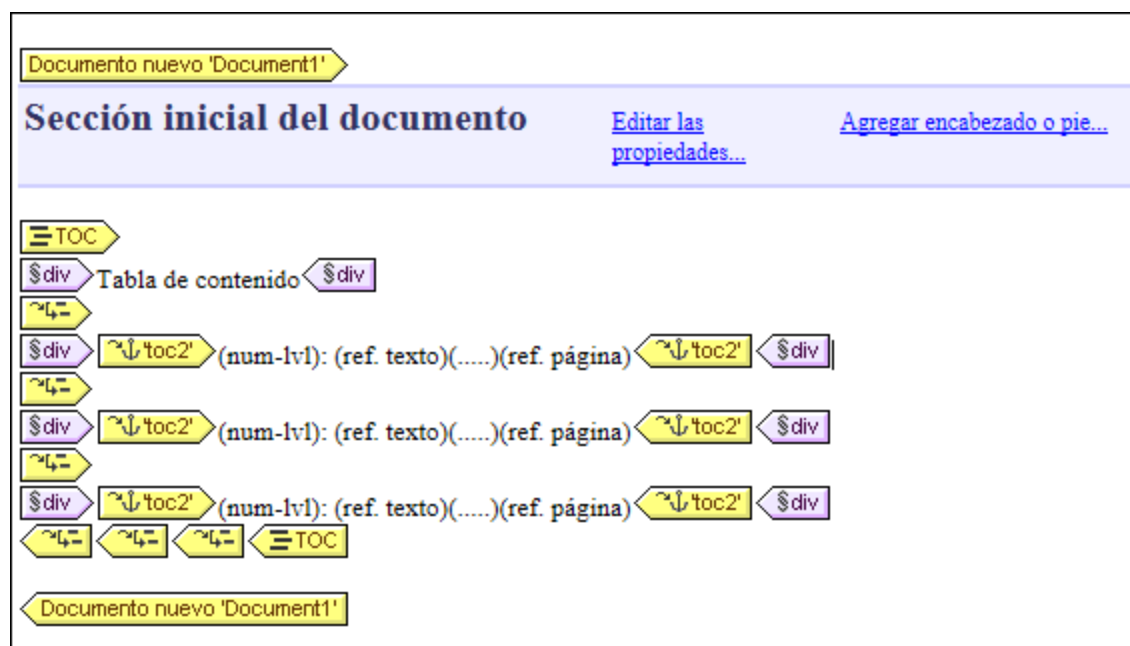 Documento nuevo 'Document1'
Sección inicial del documento Editar las propiedades... Agregar encabezado o pie...
TOC
§div Tabla de contenido §div
§div 'toc2' (num-lvl): (ref. texto)(.....)(ref. página) 'toc2' §div
§div 'toc2' (num-lvl): (ref. texto)(.....)(ref. página) 'toc2' §div
§div 'toc2' (num-lvl): (ref. texto)(.....)(ref. página) 'toc2' §div
TOC
Documento nuevo 'Document1'